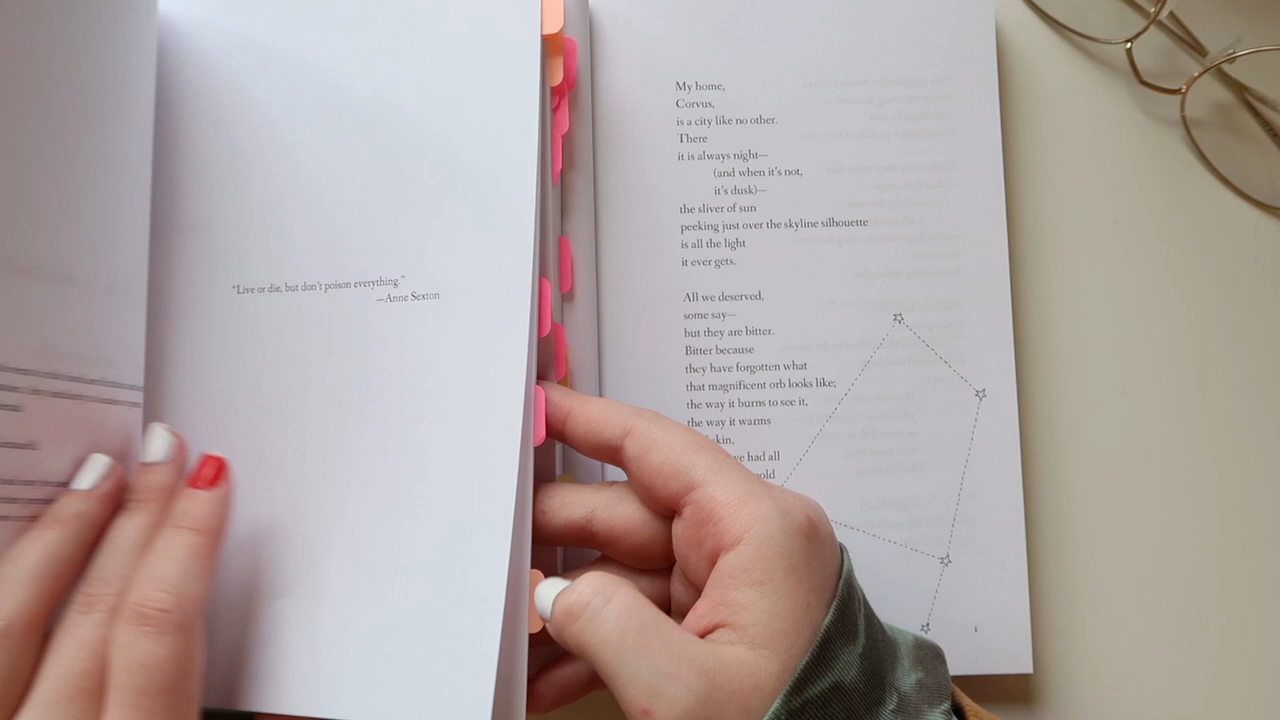 "Live or die, but don't poison everything."
—Anne Sexton
My home,
Corvus,
is a city like no other.
There
it is always night—
(and when it's not,
it's dusk)—
the sliver of sun
peeking just over the skyline silhouette
is all the light
it ever gets.
All we deserved,
some say—
but they are bitter.
Bitter because
they have forgotten what
that magnificent orb looks like;
the way it burns to see it,
the way it warms
skin,
we had all